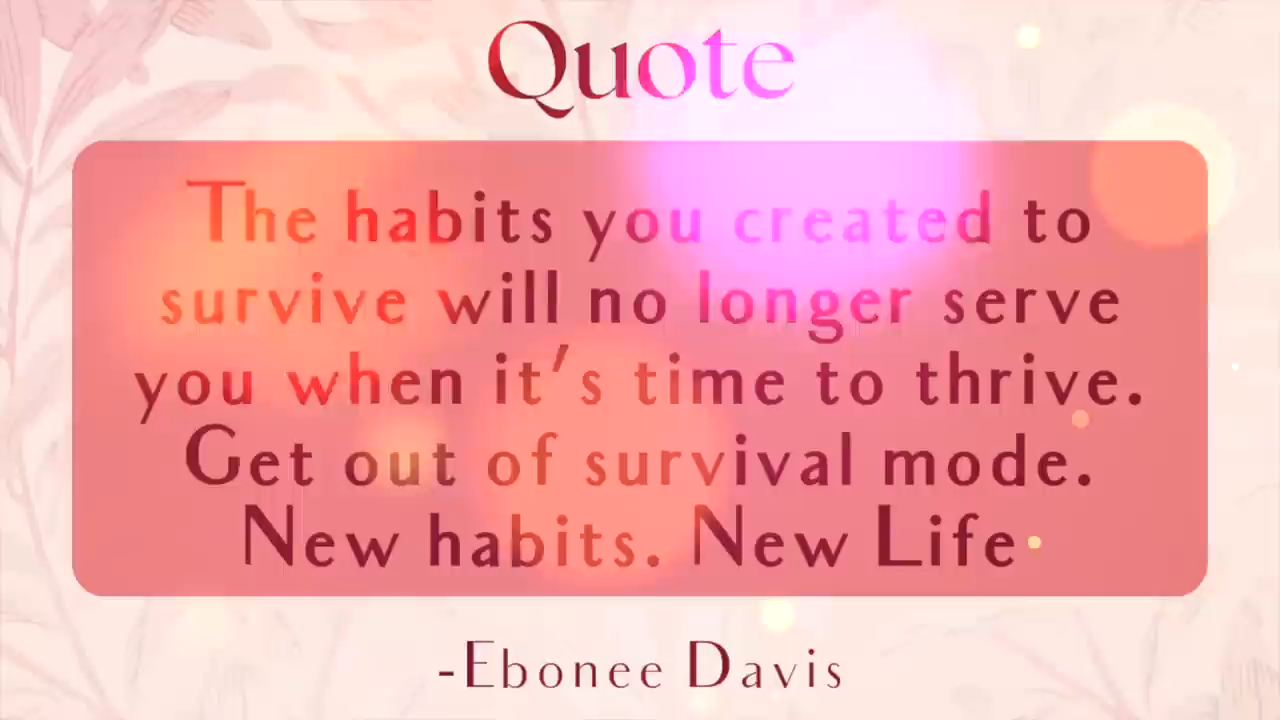 Quote
The habits you created to
survive will no longer serve
you when it's time to thrive.
Get out of survival mode.
New habits. New Life
-Ebonee Davis